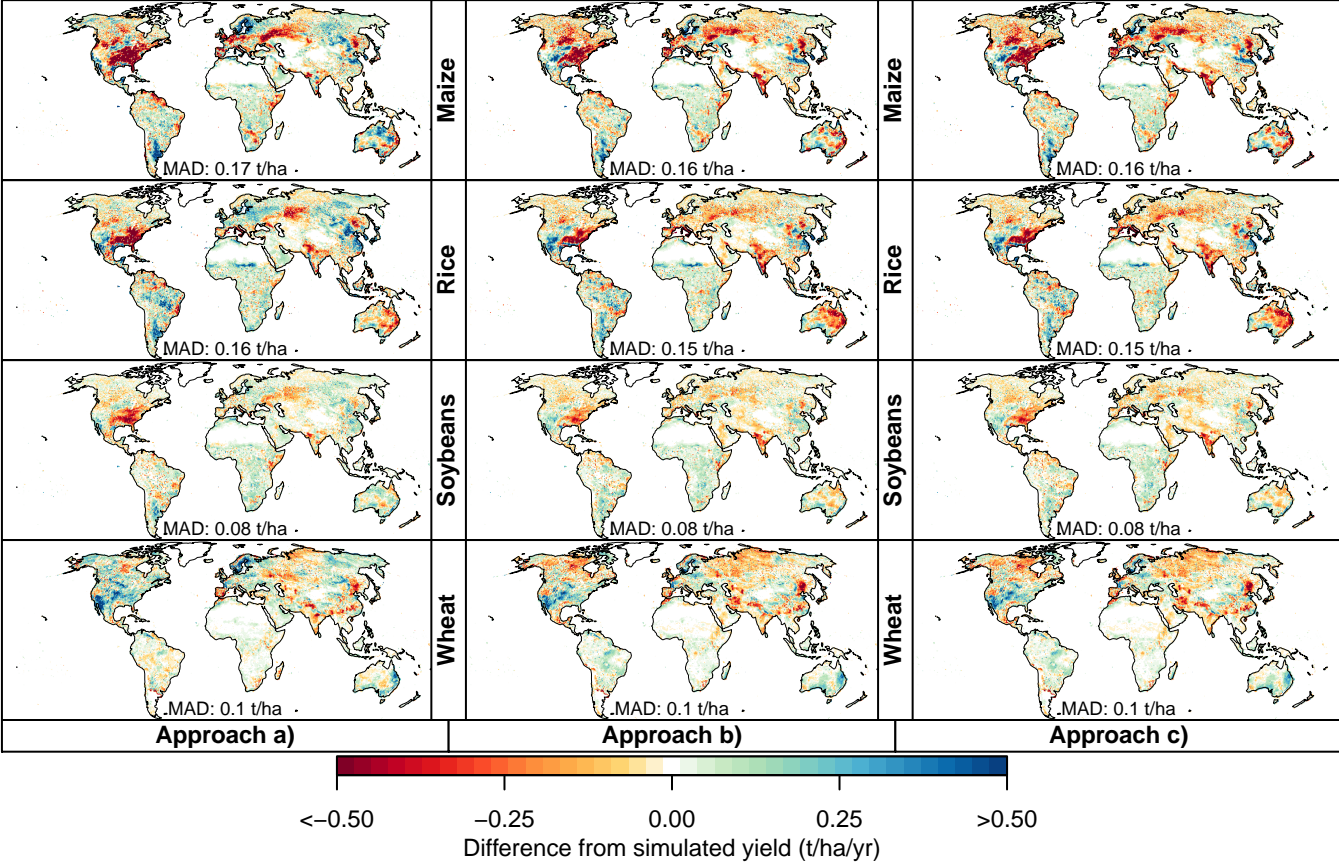 Maize
Maize
MAD: 0.17 t/ha
MAD: 0.16 t/ha
MAD: 0.16 t/ha
Rice
Rice
MAD: 0.16 t/ha
MAD: 0.15 t/ha
MAD: 0.15 t/ha
Soybeans
Soybeans
MAD: 0.08 t/ha
MAD: 0.08 t/ha
MAD: 0.08 t/ha
Wheat
Wheat
MAD: 0.1 t/ha
MAD: 0.1 t/ha
MAD: 0.1 t/ha
Approach a)
Approach b)
Approach c)
<−0.50
−0.25
0.00
0.25
>0.50
Difference from simulated yield (t/ha/yr)